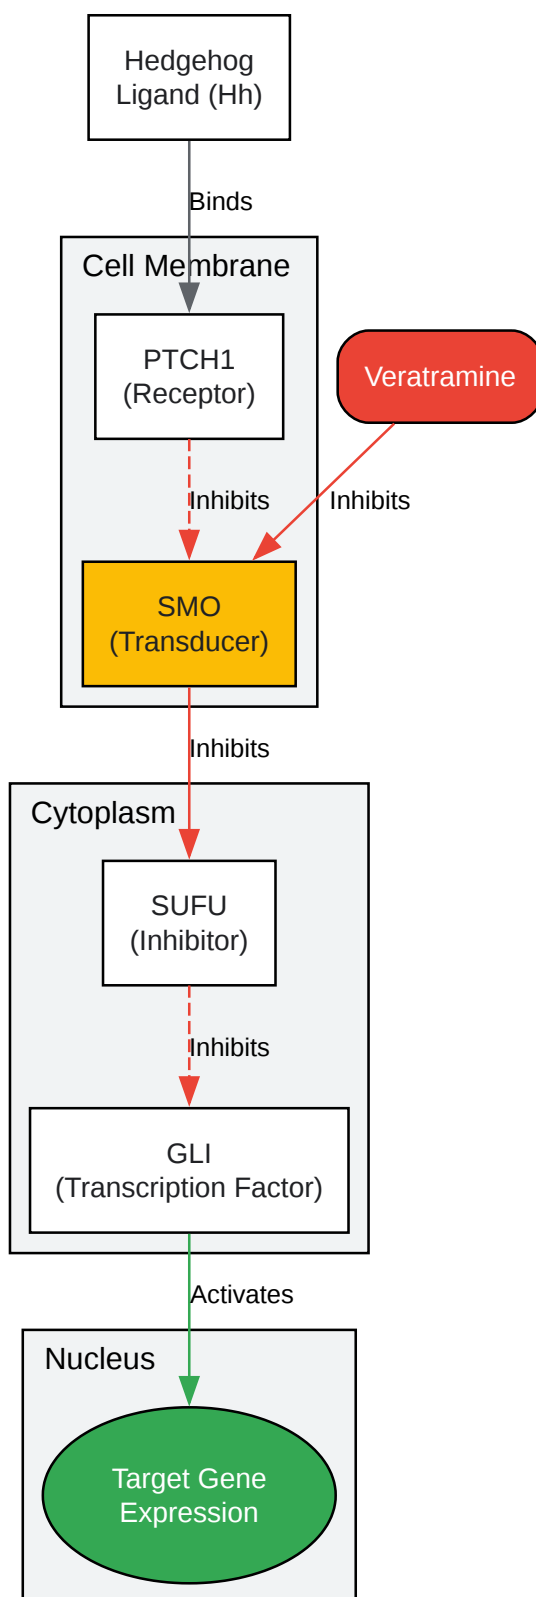 Hedgehog
Ligand (Hh)
Binds
Cell Membrane
PTCH1
(Receptor)
Veratramine
Inhibits
Inhibits
SMO
(Transducer)
Inhibits
Cytoplasm
SUFU
(Inhibitor)
Inhibits
GLI
(Transcription Factor)
Activates
Nucleus
Target Gene
Expression